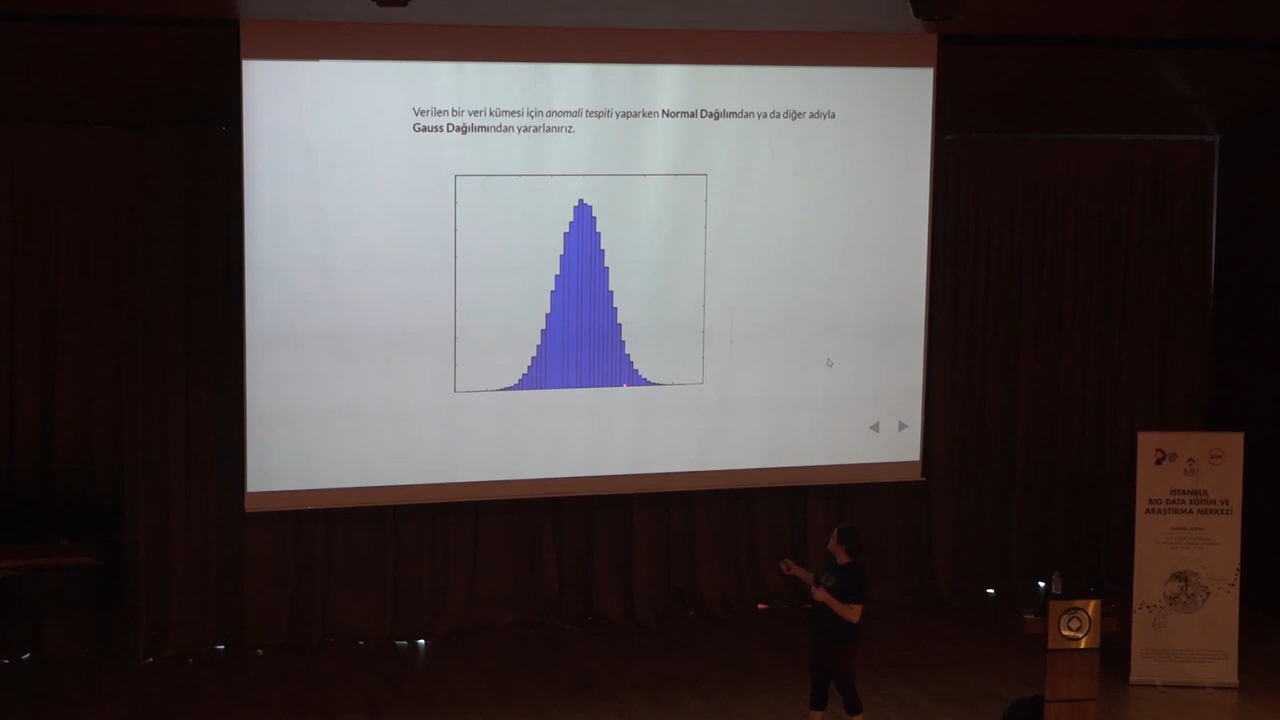 Verilen bir veri kümesi için anomali tespiti yaparken Normal Dağılımdan ya da diğer adıyla
Gauss Dağılımından yararlanırız.
BAU
İSTANBUL
BIG DATA EĞİTİM VE
ARAŞTIRMA MERKEZİ